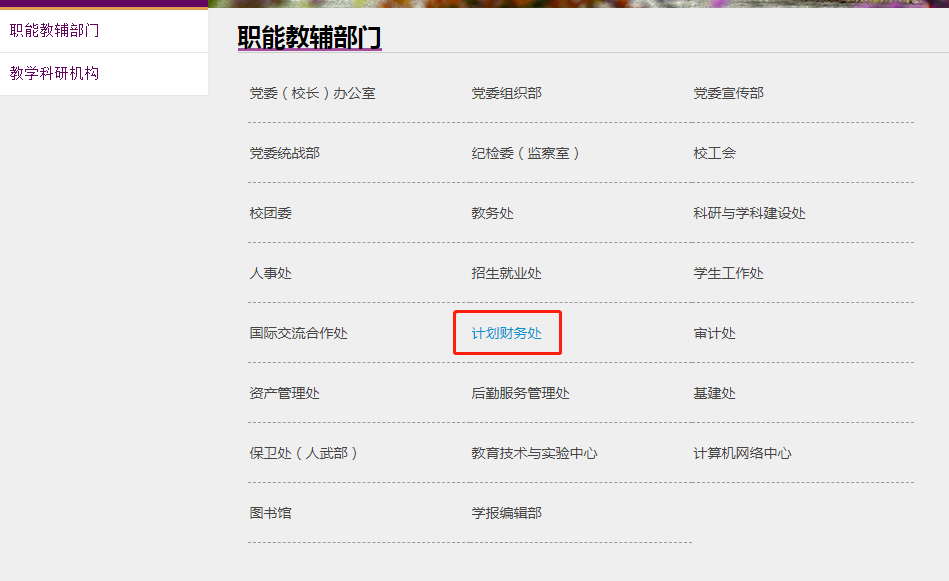 职能教辅部门
教学科研机构
职能教辅部门
党委（校长）办公室
党委组织部
党委宣传部
党委统战部
纪检委（监察室）
校工会
校团委
教务处
科研与学科建设处
人事处
招生就业处
学生工作处
国际交流合作处
计划财务处
审计处
资产管理处
后勤服务管理处
基建处
保卫处（人武部）
教育技术与实验中心
计算机网络中心
图书馆
学报编辑部